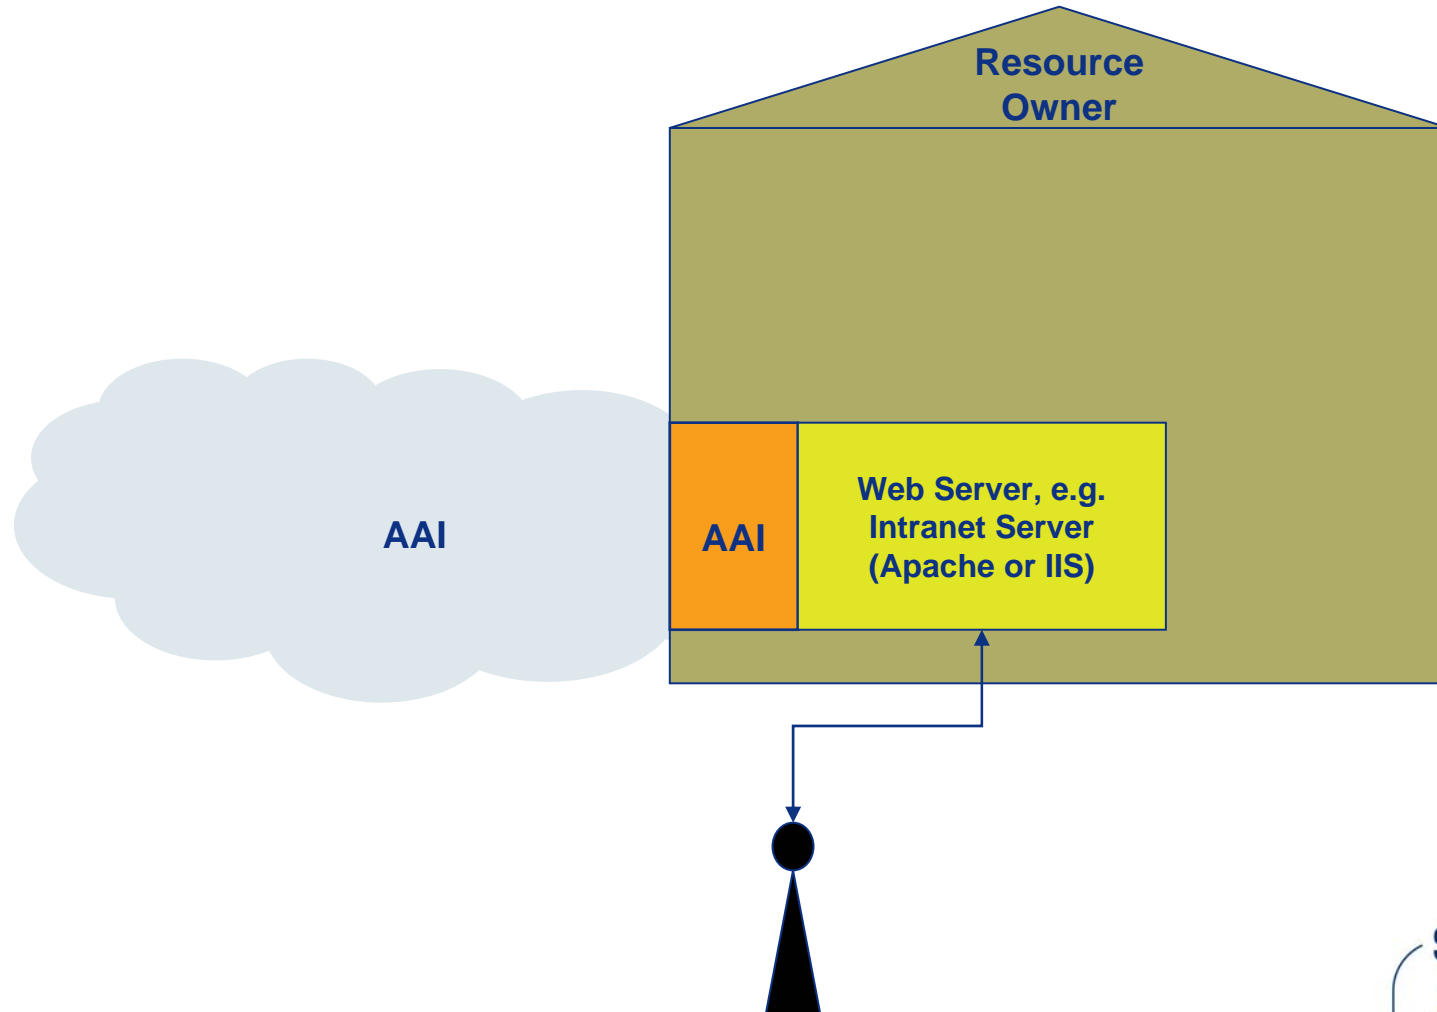 Resource
Owner
AAI
AAI
Web Server, e.g.
Intranet Server
(Apache or IIS)